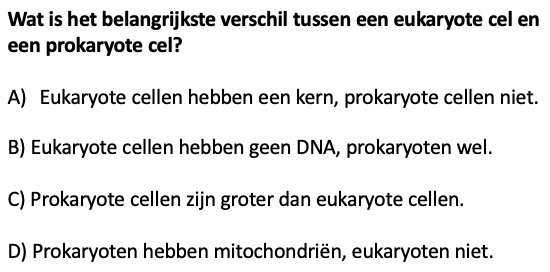 Wat is het belangrijkste verschil tussen een eukaryote cel en
een prokaryote cel?
A) Eukaryote cellen hebben een kern, prokaryote cellen niet.
B) Eukaryote cellen hebben geen DNA, prokaryoten wel.
C) Prokaryote cellen zijn groter dan eukaryote cellen.
D) Prokaryoten hebben mitochondriën, eukaryoten niet.